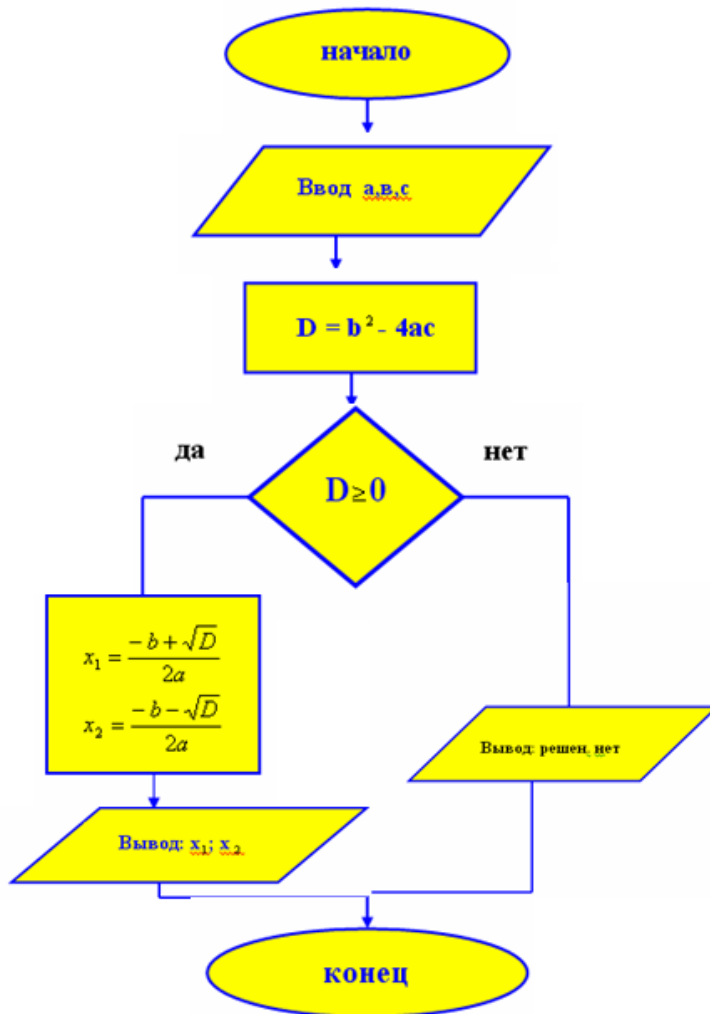 начало
Ввод а,в,с
D = b² - 4ac
да
нет
D≥0
x₁ = (-b + √D) / 2a
x₂ = (-b - √D) / 2a
Вывод: решен, нет
Вывод: x₁; x₂
конец